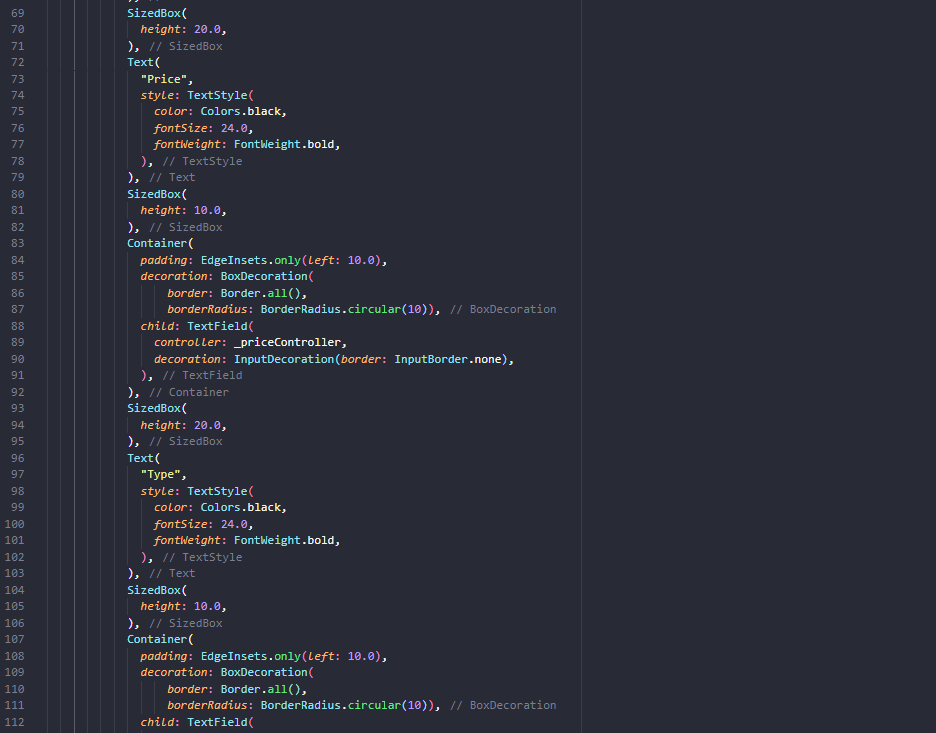 69 SizedBox(
70 height: 20.0,
71 ), // SizedBox
72 Text(
73 "Price",
74 style: TextStyle(
75 color: Colors.black,
76 fontSize: 24.0,
77 fontWeight: FontWeight.bold,
78 ), // TextStyle
79 ), // Text
80 SizedBox(
81 height: 10.0,
82 ), // SizedBox
83 Container(
84 padding: EdgeInsets.only(left: 10.0),
85 decoration: BoxDecoration(
86 border: Border.all(),
87 borderRadius: BorderRadius.circular(10)), // BoxDecoration
88 child: TextField(
89 controller: _priceController,
90 decoration: InputDecoration(border: InputBorder.none),
91 ), // TextField
92 ), // Container
93 SizedBox(
94 height: 20.0,
95 ), // SizedBox
96 Text(
97 "Type",
98 style: TextStyle(
99 color: Colors.black,
100 fontSize: 24.0,
101 fontWeight: FontWeight.bold,
102 ), // TextStyle
103 ), // Text
104 SizedBox(
105 height: 10.0,
106 ), // SizedBox
107 Container(
108 padding: EdgeInsets.only(left: 10.0),
109 decoration: BoxDecoration(
110 border: Border.all(),
111 borderRadius: BorderRadius.circular(10)), // BoxDecoration
112 child: TextField(